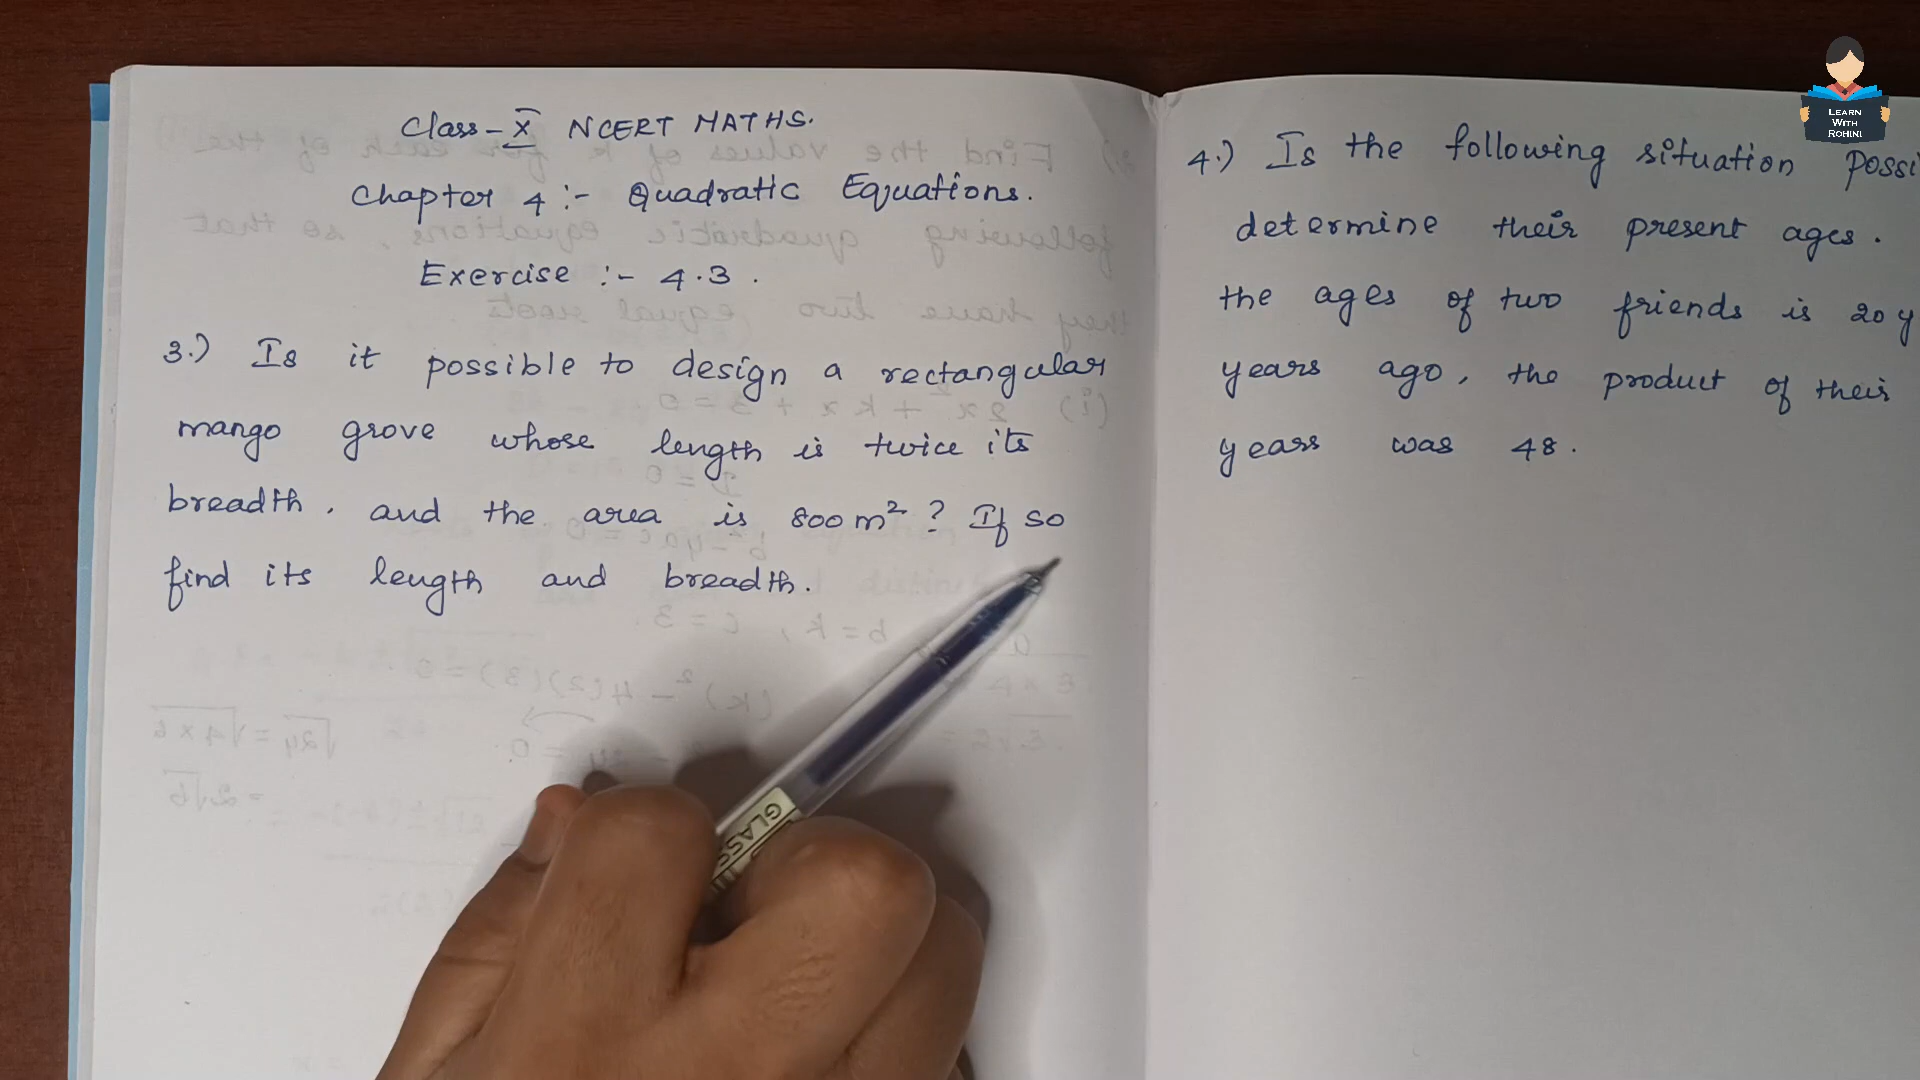 Class-X NCERT MATHS.
Chapter 4 :- Quadratic Equations.
Exercise :- 4.3.
3.) Is it possible to design a rectangular
mango grove whose length is twice its
breadth, and the area is 800m² ? If so
find its length and breadth.
4.) Is the following situation possi
determine their present ages.
the ages of two friends is 20 y
years ago, the product of their
years was 48.
GLASS
LEARN
WITH
ROHINI